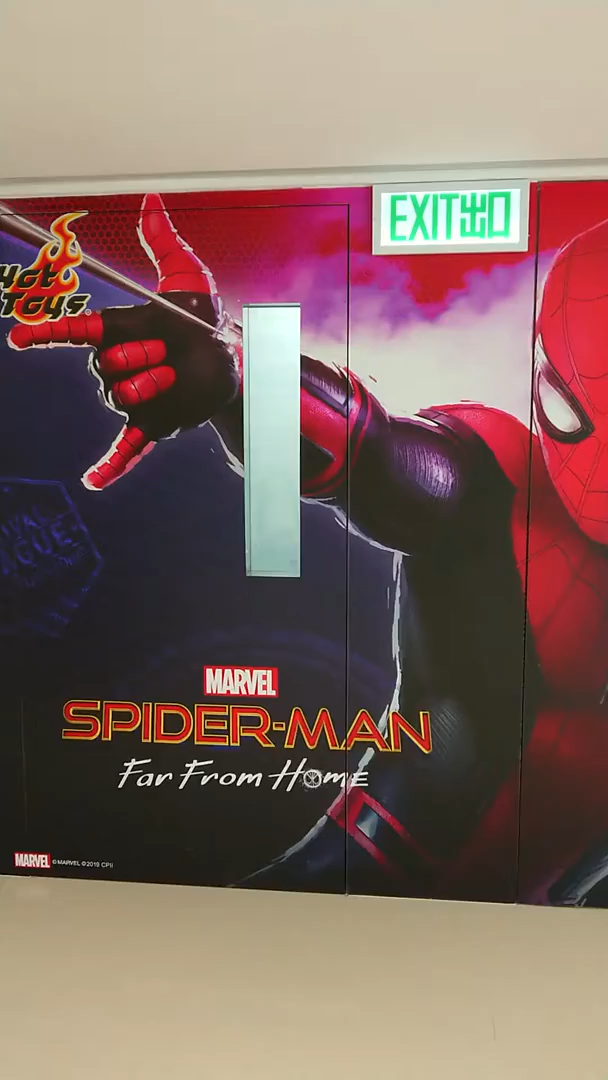 EXIT出口
Hot
Toys®
MARVEL
SPIDER-MAN
Far From Home
MARVEL © MARVEL ©2019 CPII